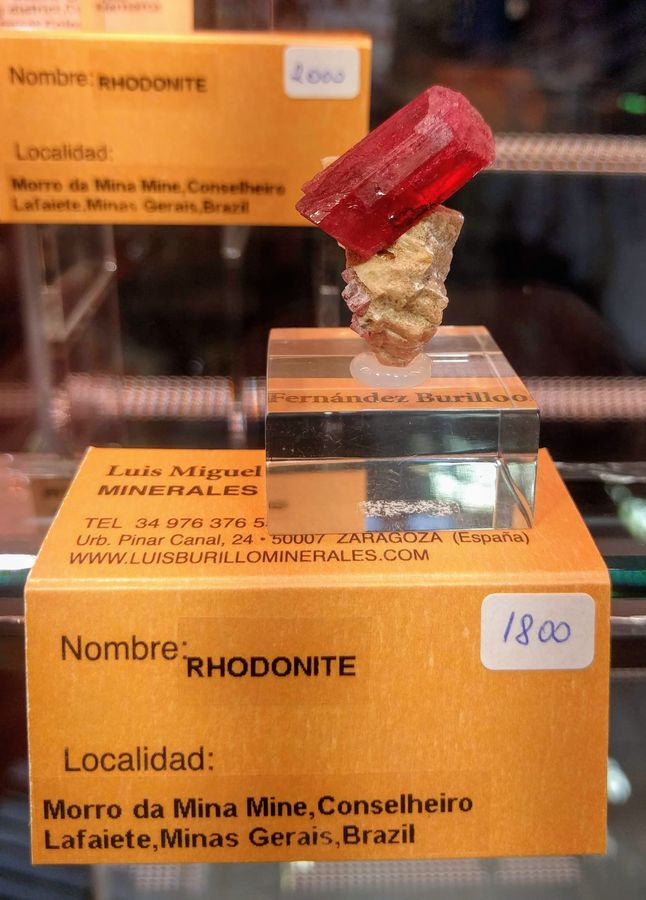 Nombre: RHODONITE
2000
Localidad:
Morro da Mina Mine,Conselheiro
Lafaiete,Minas Gerais,Brazil
Fernández Burilloo
Luis Miguel
MINERALES
TEL 34 976 376 5
Urb. Pinar Canal, 24 • 50007 ZARAGOZA (España)
WWW.LUISBURILLOMINERALES.COM
1800
Nombre: RHODONITE
Localidad:
Morro da Mina Mine,Conselheiro
Lafaiete,Minas Gerais,Brazil